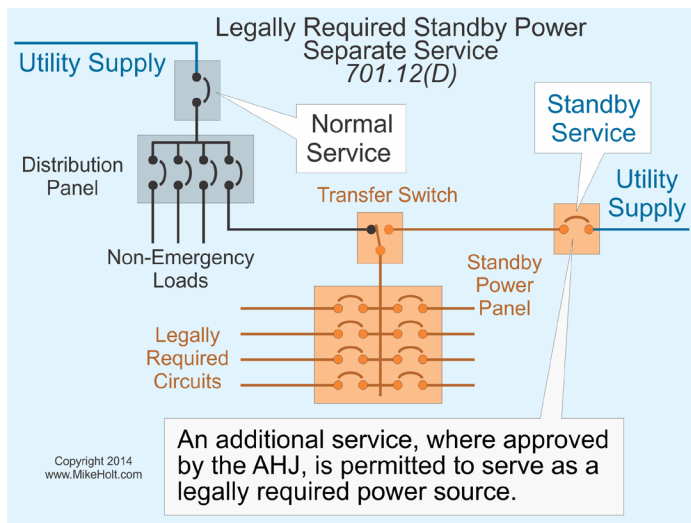 Legally Required Standby Power
Separate Service
701.12(D)
Utility Supply
Normal
Service
Standby
Service
Distribution
Panel
Utility
Supply
Transfer Switch
Non-Emergency
Loads
Standby
Power
Panel
Legally
Required
Circuits
An additional service, where approved
by the AHJ, is permitted to serve as a
legally required power source.
Copyright 2014
www.MikeHolt.com